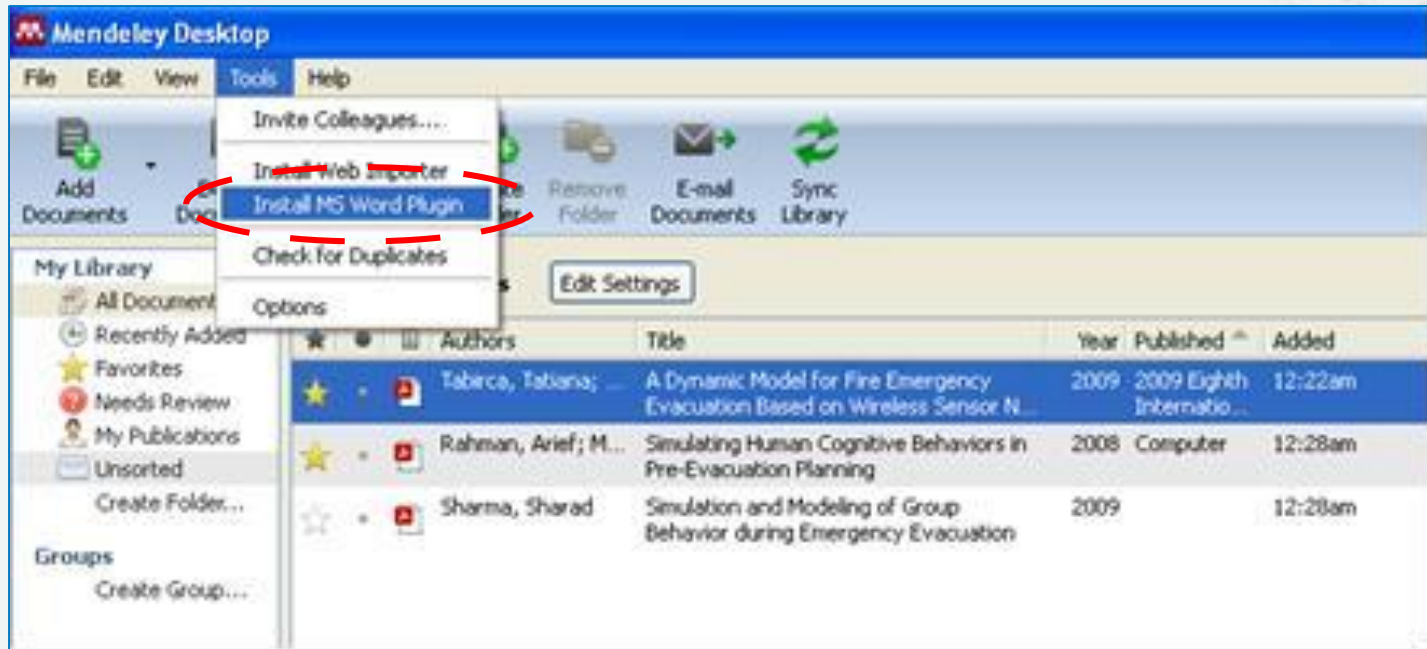 Mendeley Desktop
File Edit View Tools Help
Invite Colleagues....
Install Web Importer
Install MS Word Plugin
Check for Duplicates
Options
Add
Documents
Remove
Folder
E-mail
Documents
Sync
Library
My Library
All Document
Recently Added
Favorites
Needs Review
My Publications
Unsorted
Create Folder...
Groups
Create Group...
Edit Settings
Authors Title Year Published Added
Tabirca, Tatiana; ... A Dynamic Model for Fire Emergency 2009 2009 Eighth 12:22am
Evacuation Based on Wireless Sensor N... Internatio...
Rahman, Arief; M... Simulating Human Cognitive Behaviors in 2008 Computer 12:28am
Pre-Evacuation Planning
Sharma, Sharad Simulation and Modeling of Group 2009 12:28am
Behavior during Emergency Evacuation